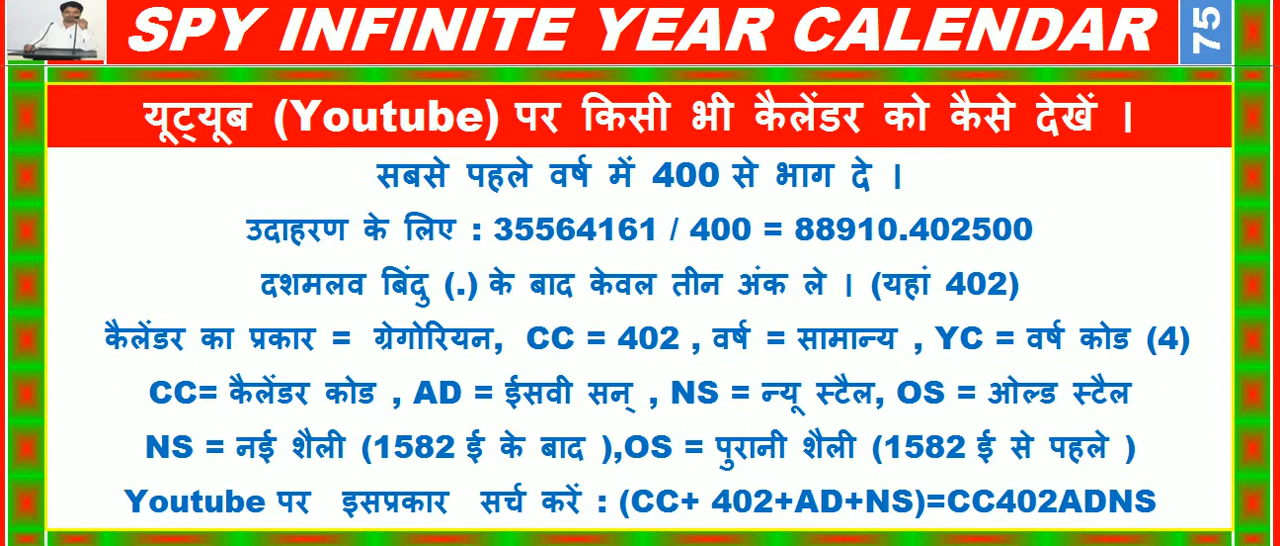 SPY INFINITE YEAR CALENDAR
75
यूट्यूब (Youtube) पर किसी भी कैलेंडर को कैसे देखें ।
सबसे पहले वर्ष में 400 से भाग दे ।
उदाहरण के लिए : 35564161 / 400 = 88910.402500
दशमलव बिंदु (.) के बाद केवल तीन अंक ले । (यहां 402)
कैलेंडर का प्रकार = ग्रेगोरियन, CC = 402 , वर्ष = सामान्य , YC = वर्ष कोड (4)
CC= कैलेंडर कोड , AD = ईसवी सन् , NS = न्यू स्टैल, OS = ओल्ड स्टैल
NS = नई शैली (1582 ई के बाद ),OS = पुरानी शैली (1582 ई से पहले )
Youtube पर इसप्रकार सर्च करें : (CC+ 402+AD+NS)=CC402ADNS